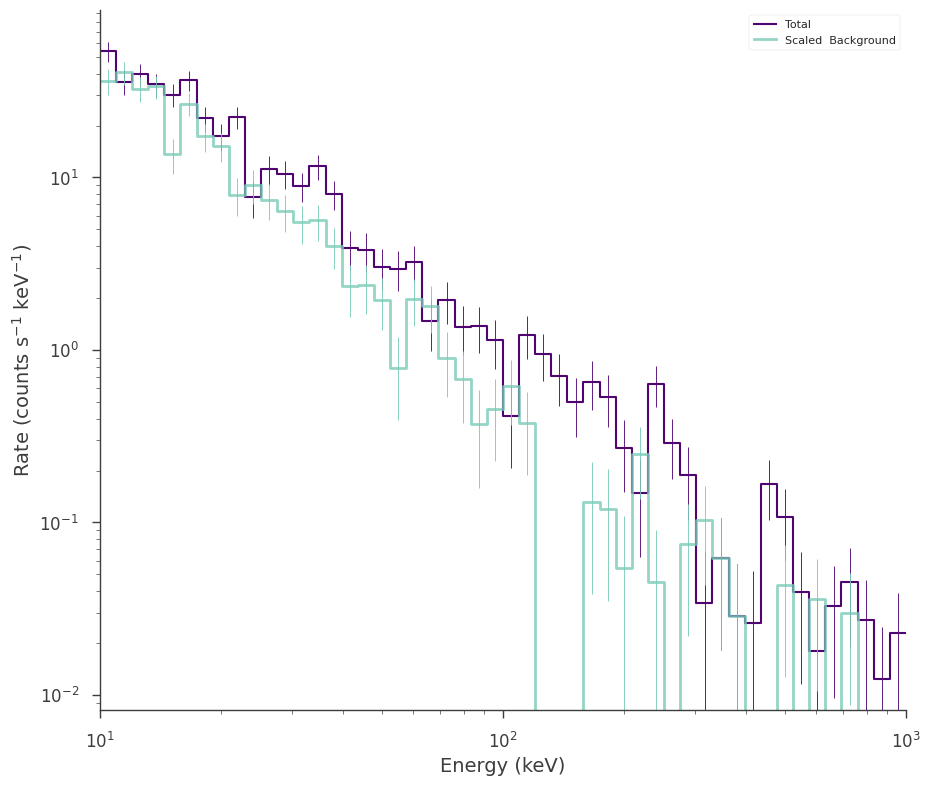 Total
Scaled  Background
Rate (counts s⁻¹ keV⁻¹)
10¹
10⁰
10⁻¹
10⁻²
10¹
10²
10³
Energy (keV)